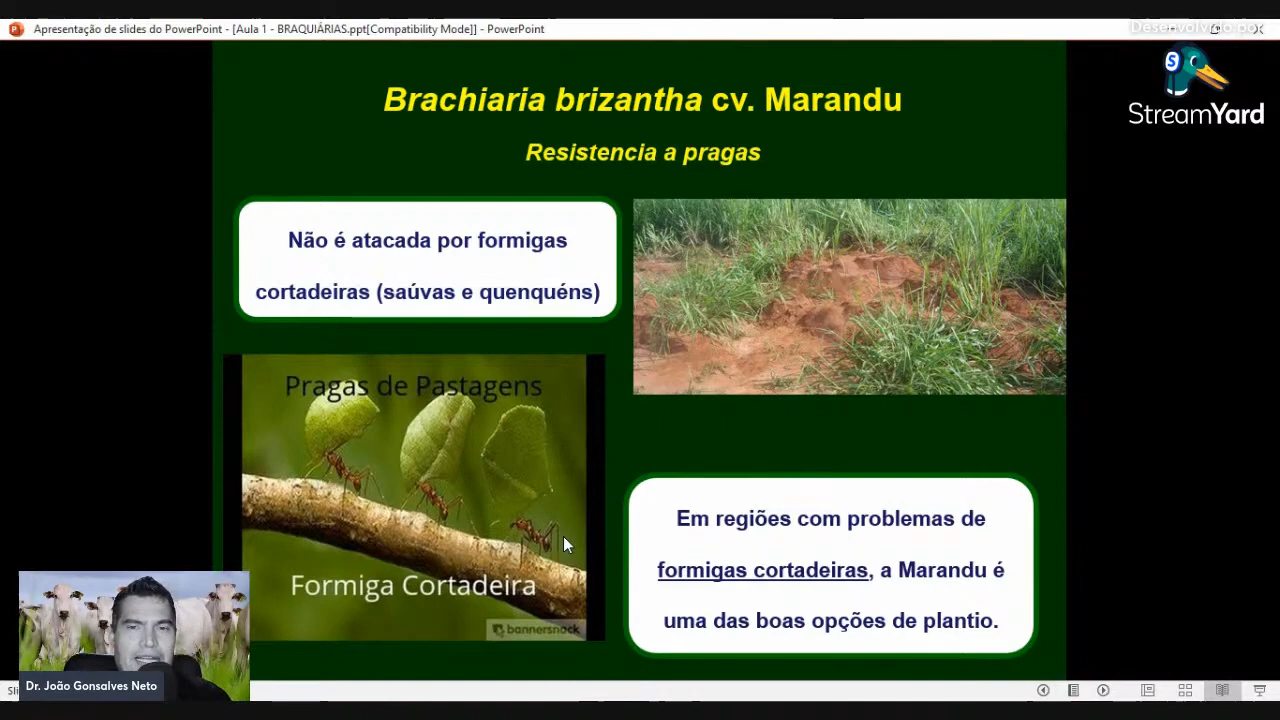 Apresentação de slides do PowerPoint - [Aula 1 - BRAQUIÁRIAS.ppt[Compatibility Mode]] - PowerPoint
Desenvolvido por
StreamYard
Brachiaria brizantha cv. Marandu
Resistencia a pragas
Não é atacada por formigas
cortadeiras (saúvas e quenquéns)
Pragas de Pastagens
Formiga Cortadeira
bannersnack
Em regiões com problemas de
formigas cortadeiras, a Marandu é
uma das boas opções de plantio.
Dr. João Gonsalves Neto